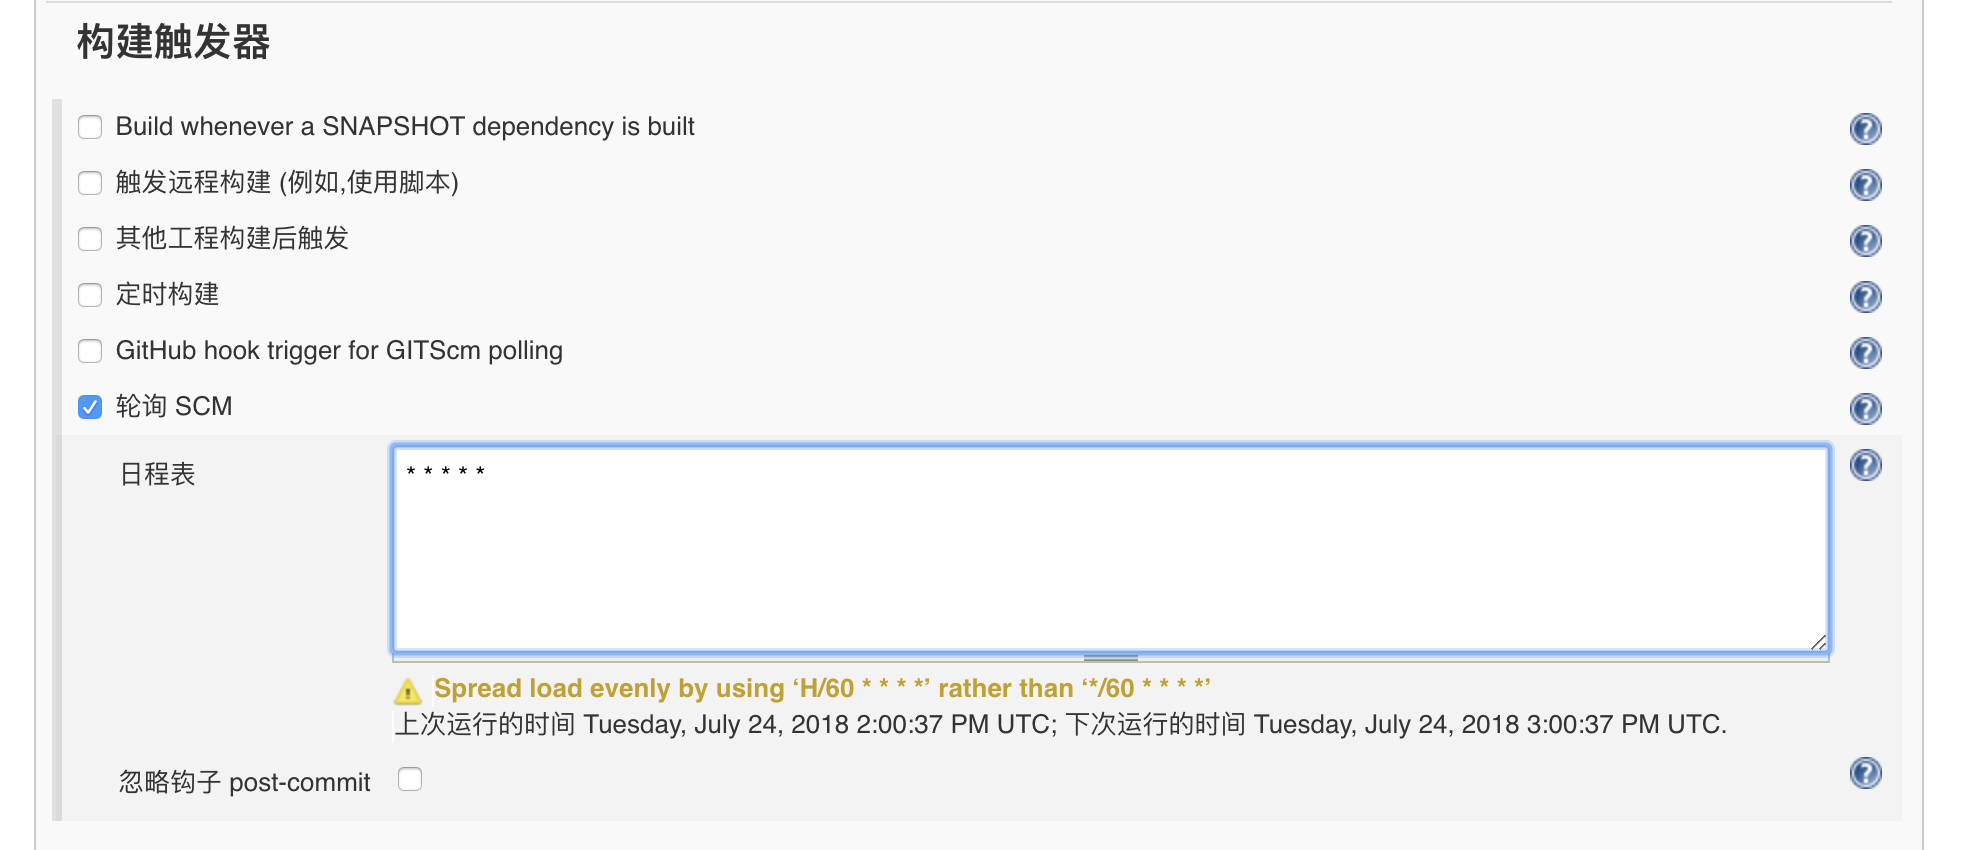 构建触发器
Build whenever a SNAPSHOT dependency is built
触发远程构建 (例如,使用脚本)
其他工程构建后触发
定时构建
GitHub hook trigger for GITScm polling
轮询 SCM
日程表
* * * * *
Spread load evenly by using ‘H/60 * * * *’ rather than ‘*/60 * * * *’
上次运行的时间 Tuesday, July 24, 2018 2:00:37 PM UTC; 下次运行的时间 Tuesday, July 24, 2018 3:00:37 PM UTC.
忽略钩子 post-commit